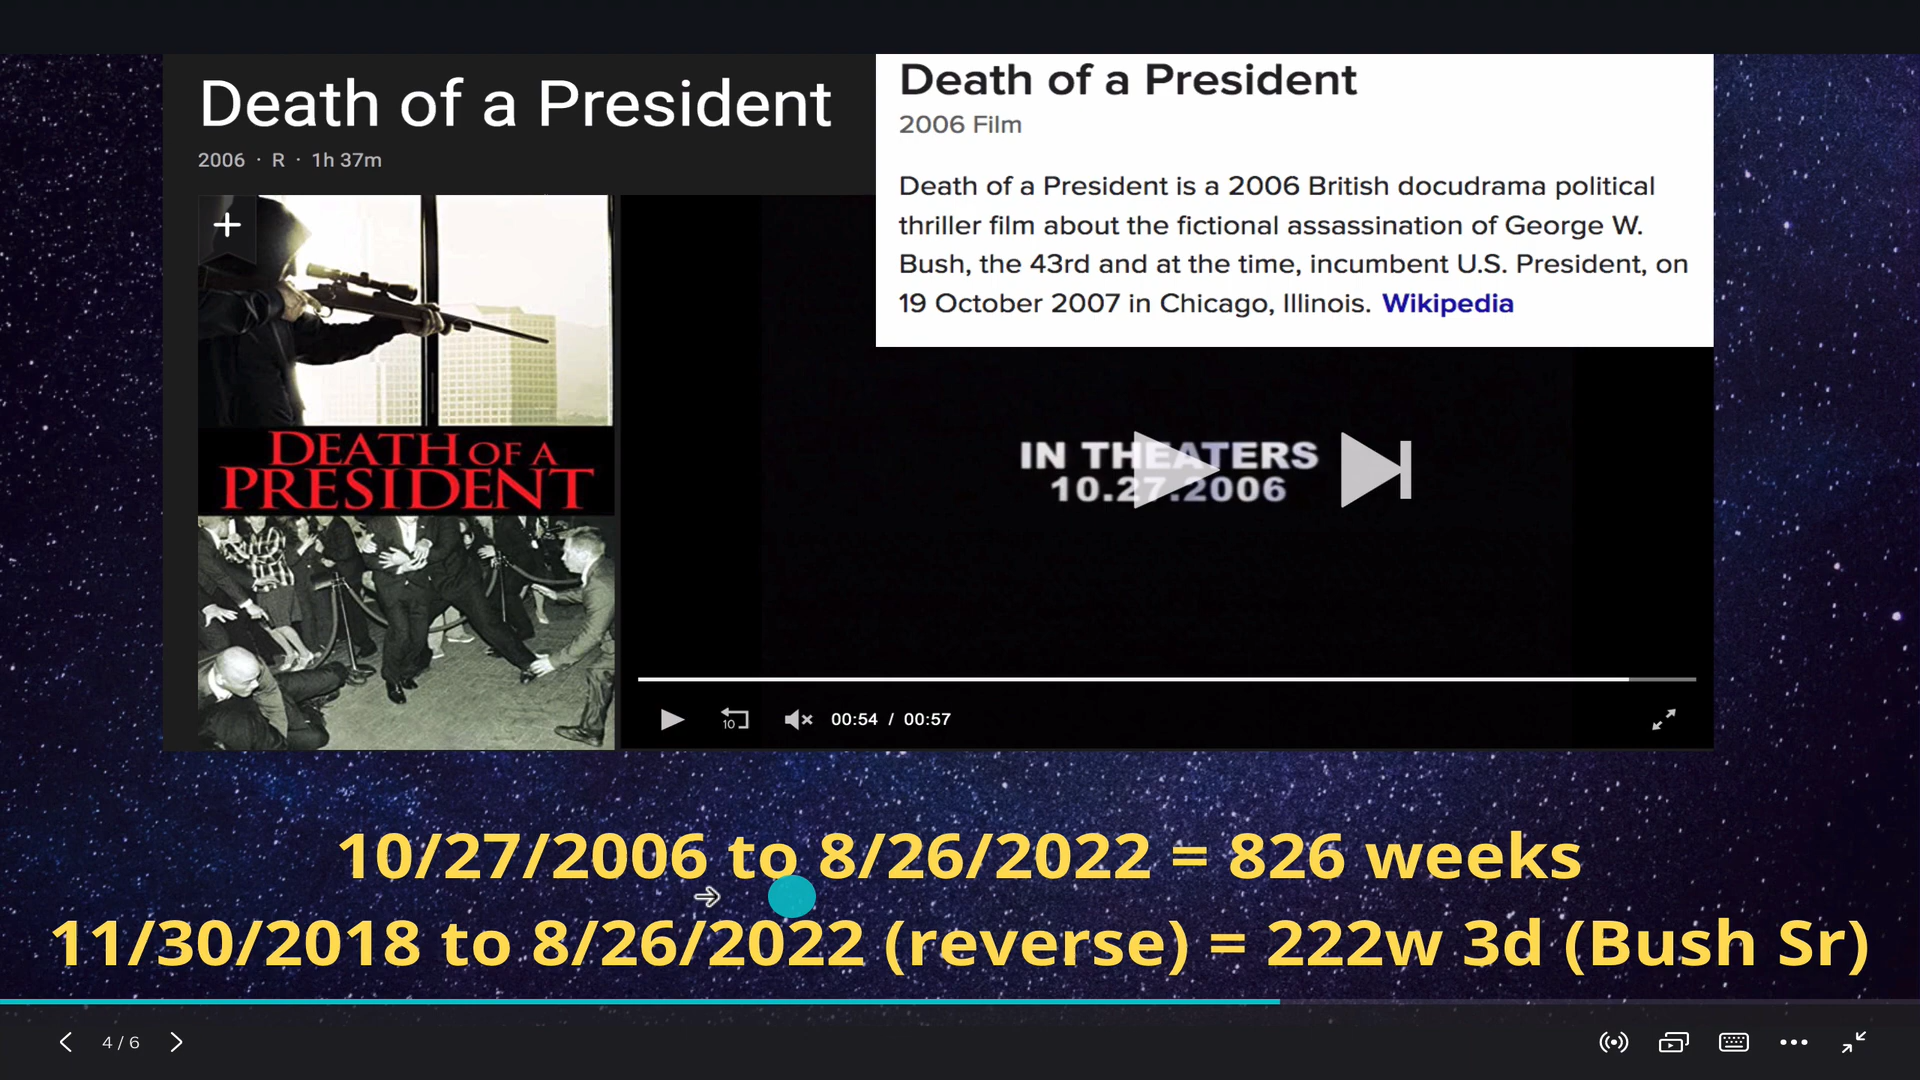 Death of a President
2006 · R · 1h 37m
Death of a President
2006 Film
Death of a President is a 2006 British docudrama political
thriller film about the fictional assassination of George W.
Bush, the 43rd and at the time, incumbent U.S. President, on
19 October 2007 in Chicago, Illinois. Wikipedia
DEATH OF A
PRESIDENT
IN THEATERS
10.27.2006
10
00:54 / 00:57
10/27/2006 to 8/26/2022 = 826 weeks
11/30/2018 to 8/26/2022 (reverse) = 222w 3d (Bush Sr)
4 / 6